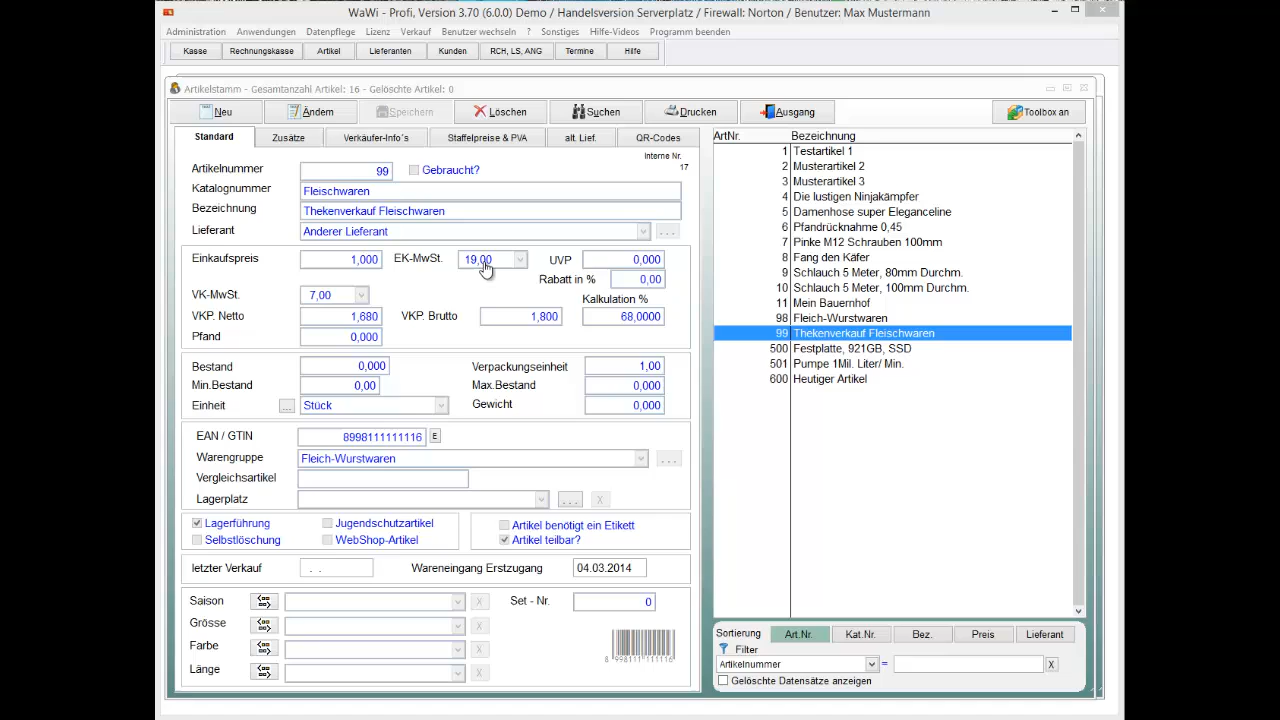 WaWi - Profi, Version 3.70 (6.0.0) Demo / Handelsversion Serverplatz / Firewall: Norton / Benutzer: Max Mustermann
Administration Anwendungen Datenpflege Lizenz Verkauf Benutzer wechseln ? Sonstiges Hilfe-Videos Programm beenden
Kasse Rechnungskasse Artikel Lieferanten Kunden RCH, LS, ANG Termine Hilfe
Artikelstamm - Gesamtanzahl Artikel: 16 - Gelöschte Artikel: 0
Neu Ändern Speichern Löschen Suchen Drucken Ausgang Toolbox an
Standard Zusätze Verkäufer-Info´s Staffelpreise & PVA alt. Lief. QR-Codes
Interne Nr.
17
Artikelnummer 99 Gebraucht?
Katalognummer Fleischwaren
Bezeichnung Thekenverkauf Fleischwaren
Lieferant Anderer Lieferant ...
Einkaufspreis 1,000 EK-MwSt. 19,00 UVP 0,000
Rabatt in % 0,00
VK-MwSt. 7,00 Kalkulation %
VKP. Netto 1,680 VKP. Brutto 1,800 68,0000
Pfand 0,000
Bestand 0,000 Verpackungseinheit 1,00
Min.Bestand 0,00 Max.Bestand 0,000
Einheit ... Stück Gewicht 0,000
EAN / GTIN 8998111111116 E
Warengruppe Fleich-Wurstwaren ...
Vergleichsartikel
Lagerplatz ... X
Lagerführung Jugendschutzartikel Artikel benötigt ein Etikett
Selbstlöschung WebShop-Artikel Artikel teilbar?
letzter Verkauf . . Wareneingang Erstzugang 04.03.2014
Saison X Set - Nr. 0
Grösse X
Farbe X
Länge X
8 998111 111116
ArtNr. Bezeichnung
1 Testartikel 1
2 Musterartikel 2
3 Musterartikel 3
4 Die lustigen Ninjakämpfer
5 Damenhose super Eleganceline
6 Pfandrücknahme 0,45
7 Pinke M12 Schrauben 100mm
8 Fang den Käfer
9 Schlauch 5 Meter, 80mm Durchm.
10 Schlauch 5 Meter, 100mm Durchm.
11 Mein Bauernhof
98 Fleich-Wurstwaren
99 Thekenverkauf Fleischwaren
500 Festplatte, 921GB, SSD
501 Pumpe 1Mil. Liter/ Min.
600 Heutiger Artikel
Sortierung Art.Nr. Kat.Nr. Bez. Preis Lieferant
Filter
Artikelnummer = X
Gelöschte Datensätze anzeigen